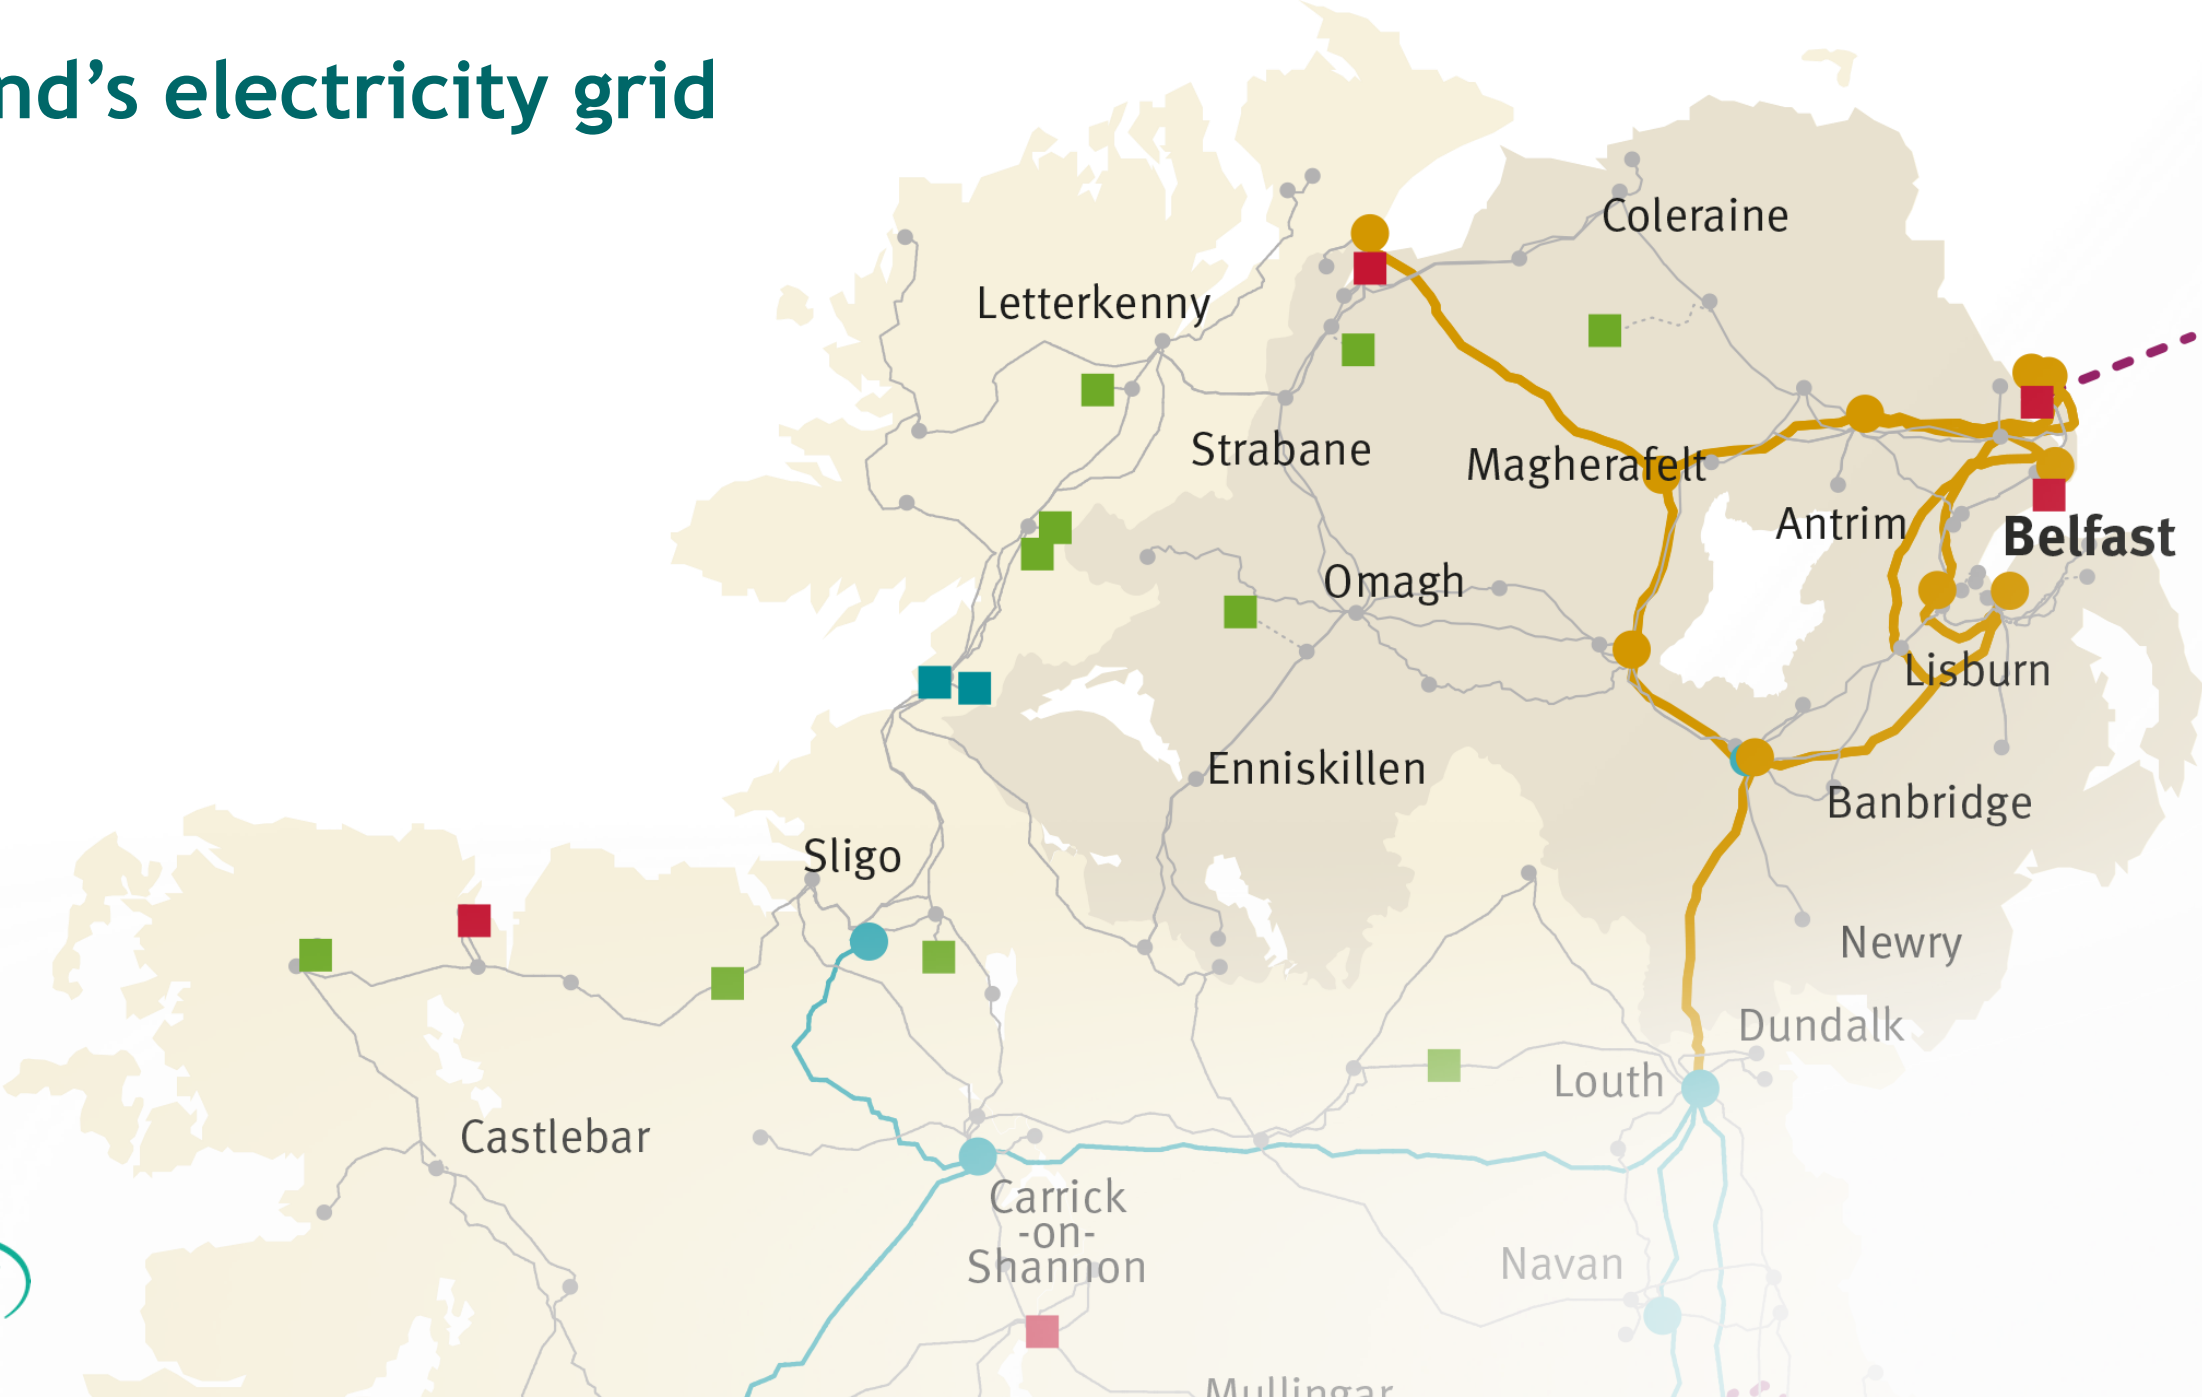 nd's electricity grid
Coleraine
Letterkenny
Strabane
Magherafelt
Antrim
Belfast
Omagh
Lisburn
Enniskillen
Banbridge
Sligo
Newry
Dundalk
Louth
Castlebar
Carrick
-on-
Shannon
Navan
Mullingar